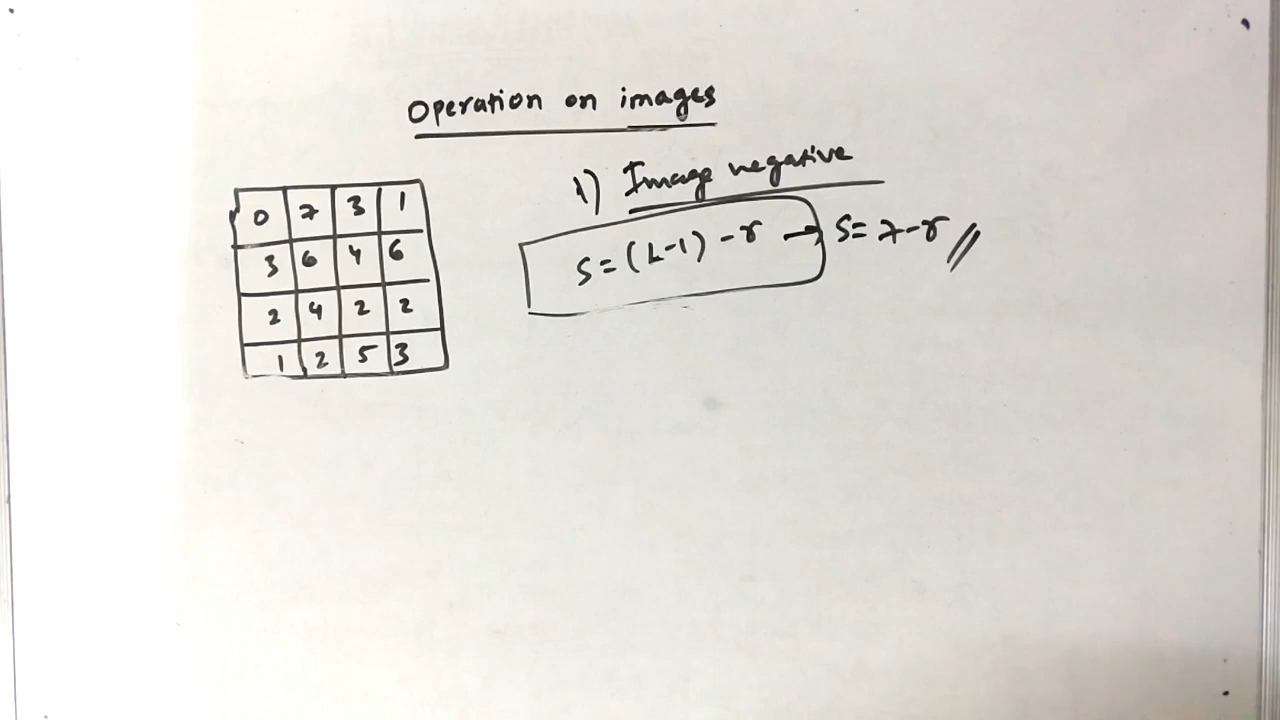 Operation on images
1) Image negative
S = (L-1) - r → S = 7-r //
0 7 3 1
3 6 4 6
2 4 2 2
1 2 5 3